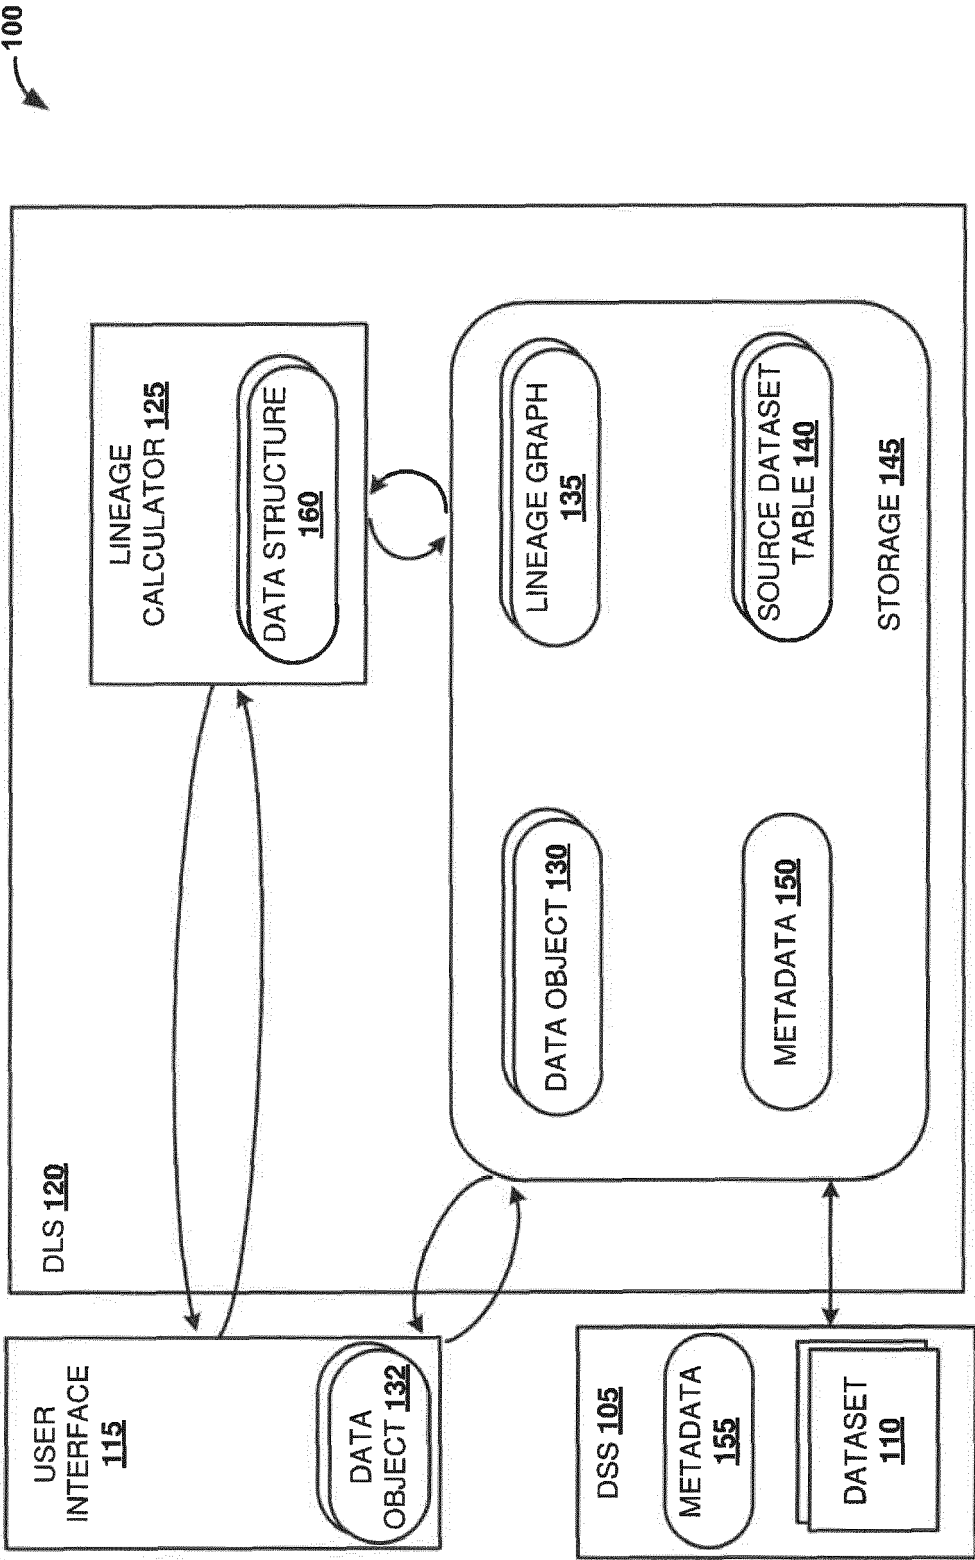 100
DLS 120
LINEAGE
CALCULATOR 125
DATA STRUCTURE
160
USER
INTERFACE
115
DATA
OBJECT 132
DATA OBJECT 130
LINEAGE GRAPH
135
METADATA 150
SOURCE DATASET
TABLE 140
STORAGE 145
DSS 105
METADATA
155
DATASET
110